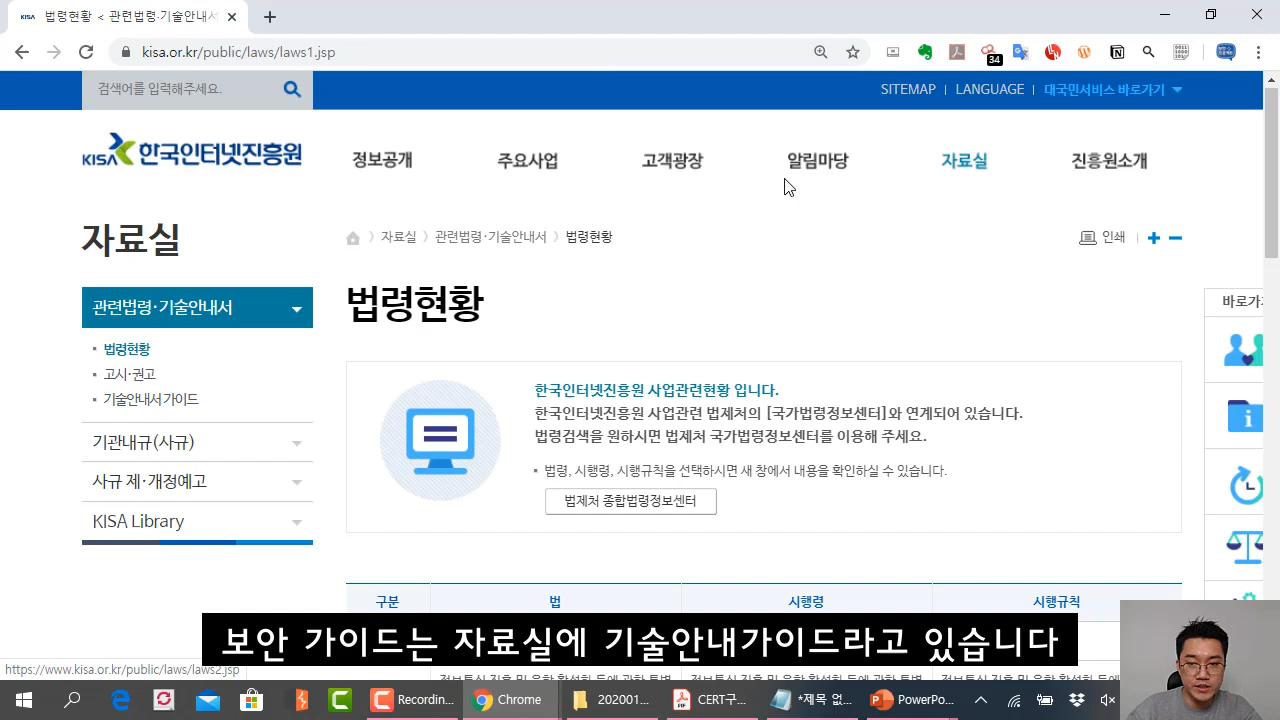 KISA 법령현황 < 관련법령·기술안내서
kisa.or.kr/public/laws/laws1.jsp
34
검색어를 입력해주세요.
SITEMAP | LANGUAGE | 대국민서비스 바로가기
KISA 한국인터넷진흥원
정보공개 주요사업 고객광장 알림마당 자료실 진흥원소개
자료실
자료실 > 관련법령·기술안내서 > 법령현황
인쇄
관련법령·기술안내서
법령현황
고시·권고
기술안내서 가이드
기관내규(사규)
사규 제·개정예고
KISA Library
법령현황
한국인터넷진흥원 사업관련현황 입니다.
한국인터넷진흥원 사업관련 법제처의 [국가법령정보센터]와 연계되어 있습니다.
법령검색을 원하시면 법제처 국가법령정보센터를 이용해 주세요.
법령, 시행령, 시행규칙을 선택하시면 새 창에서 내용을 확인하실 수 있습니다.
법제처 종합법령정보센터
구분 법 시행령 시행규칙
보안 가이드는 자료실에 기술안내가이드라고 있습니다
https://www.kisa.or.kr/public/laws/laws2.jsp
Recordin... Chrome 202001... CERT구... *제목 없... PowerPo...